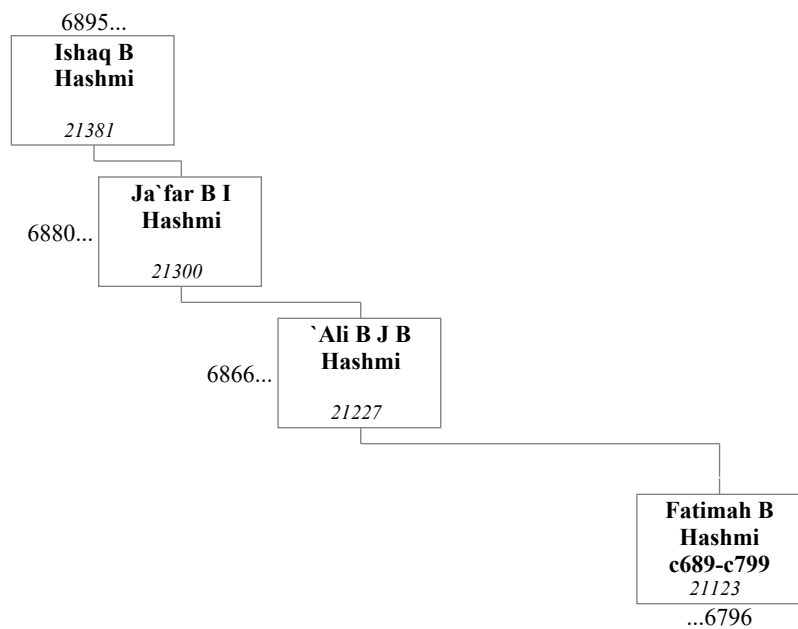 6895...
Ishaq B
Hashmi
21381
Ja`far B I
Hashmi
6880...
21300
`Ali B J B
Hashmi
6866...
21227
Fatimah B
Hashmi
c689-c799
21123
...6796